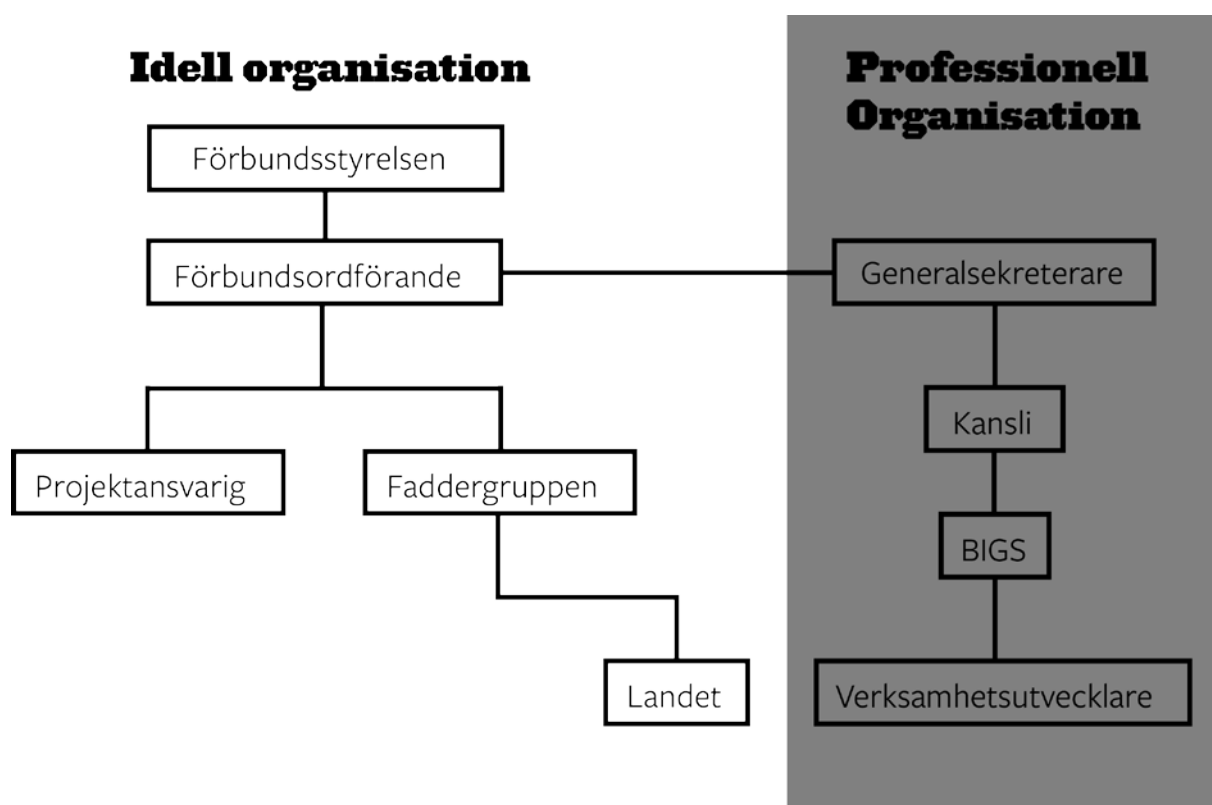 Idell organisation
Professionell
Organisation
Förbundsstyrelsen
Förbundsordförande
Generalsekreterare
Kansli
Projektansvarig
Faddergruppen
BIGS
Landet
Verksamhetsutvecklare